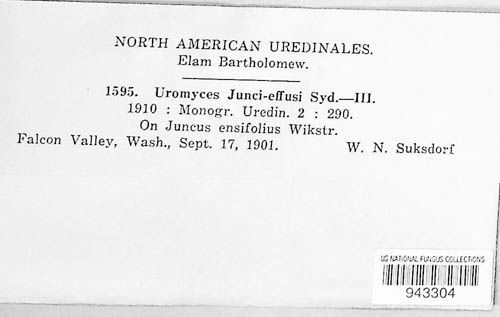 NORTH AMERICAN UREDINALES.
Elam Bartholomew.
1595. Uromyces Junci-effusi Syd.—III.
1910 : Monogr. Uredin. 2 : 290.
On Juncus ensifolius Wikstr.
Falcon Valley, Wash., Sept. 17, 1901. W. N. Suksdorf
US NATIONAL FUNGUS COLLECTIONS
943304